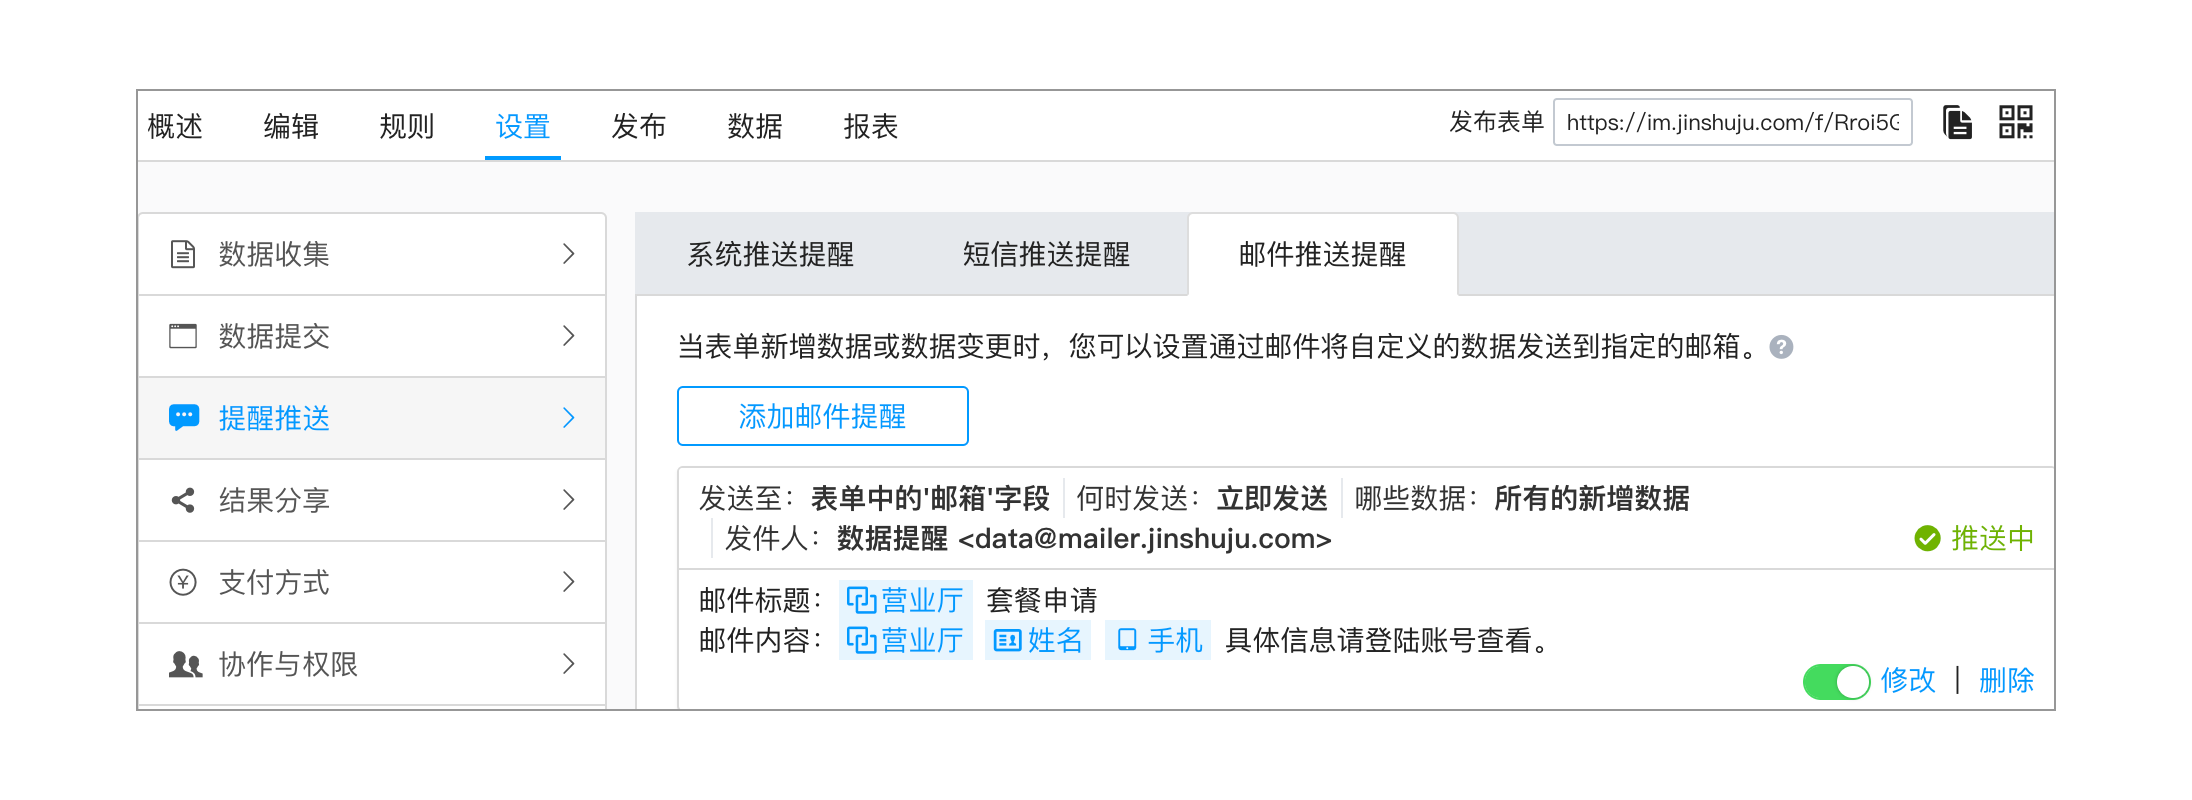 概述 编辑 规则 设置 发布 数据 报表 发布表单 https://im.jinshuju.com/f/Rroi5
数据收集
数据提交
提醒推送
结果分享
支付方式
协作与权限
系统推送提醒 短信推送提醒 邮件推送提醒
当表单新增数据或数据变更时，您可以设置通过邮件将自定义的数据发送到指定的邮箱。 ?
添加邮件提醒
发送至：表单中的'邮箱'字段 何时发送：立即发送 哪些数据：所有的新增数据
发件人：数据提醒 <data@mailer.jinshuju.com> 推送中
邮件标题：营业厅 套餐申请
邮件内容：营业厅 姓名 手机 具体信息请登陆账号查看。
修改 | 删除